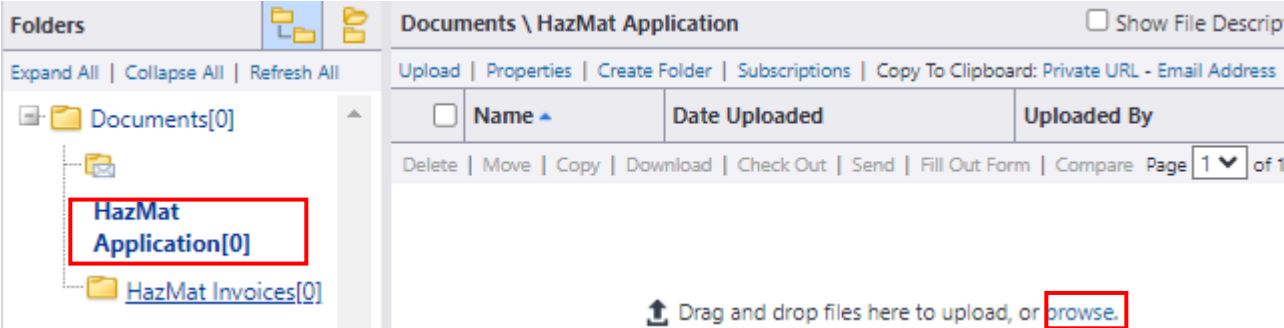 Folders
Expand All | Collapse All | Refresh All
Documents[0]
HazMat
Application[0]
HazMat Invoices[0]
Documents \ HazMat Application Show File Descrip
Upload | Properties | Create Folder | Subscriptions | Copy To Clipboard: Private URL - Email Address
Name Date Uploaded Uploaded By
Delete | Move | Copy | Download | Check Out | Send | Fill Out Form | Compare Page 1 of 1
Drag and drop files here to upload, or browse.